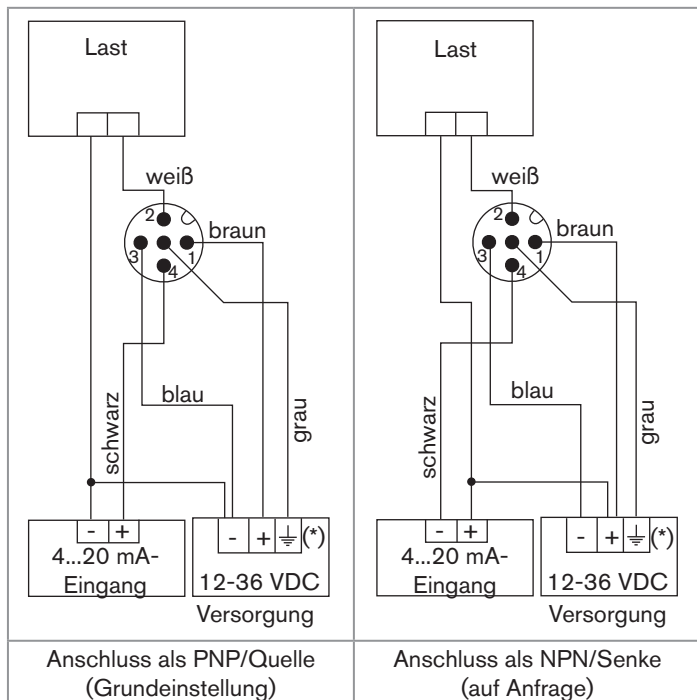 Last
weiß
2
braun
3
1
4
schwarz
blau
grau
- +
- + (*)
4...20 mA-
Eingang
12-36 VDC
Versorgung
Anschluss als PNP/Quelle
(Grundeinstellung)
Last
weiß
2
braun
3
1
4
schwarz
blau
grau
- +
- + (*)
4...20 mA-
Eingang
12-36 VDC
Versorgung
Anschluss als NPN/Senke
(auf Anfrage)